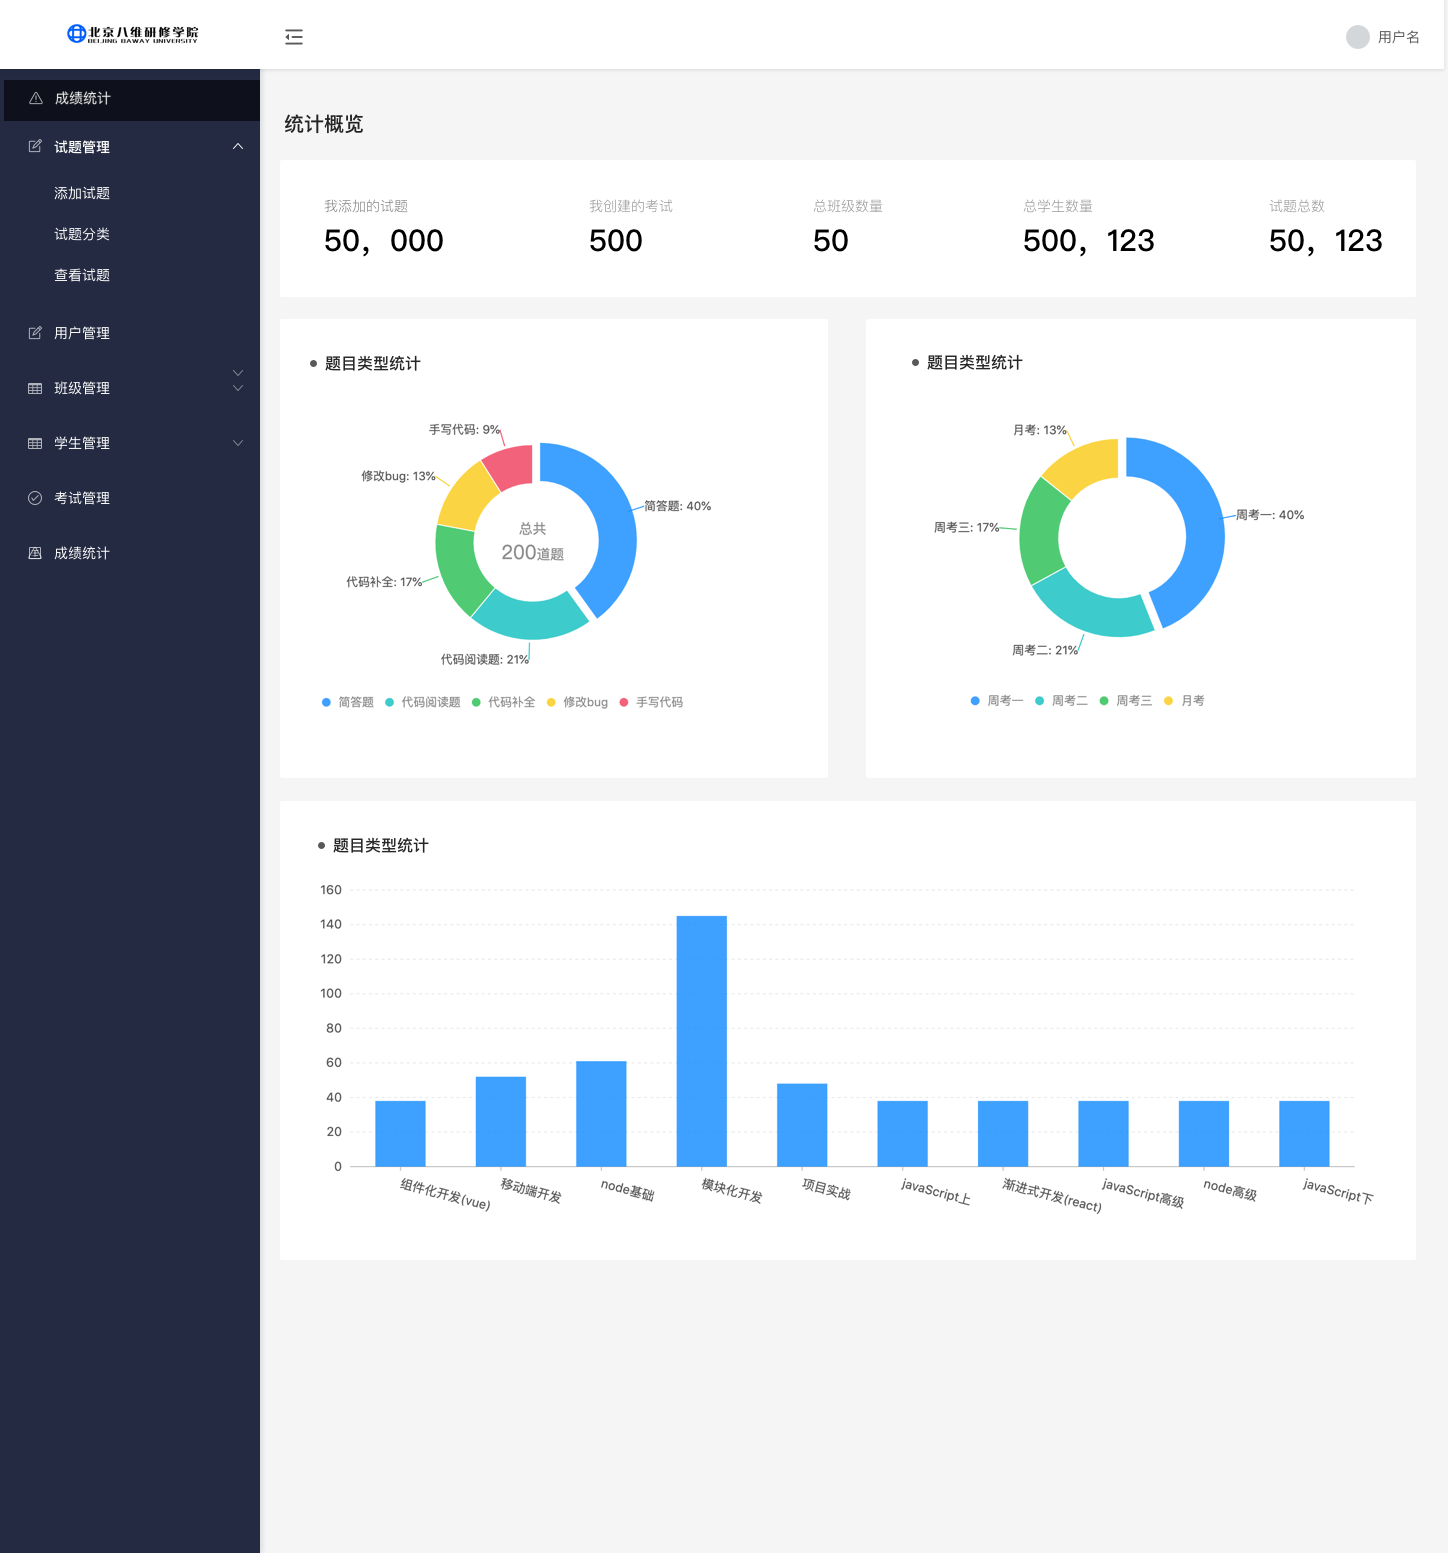 北京八维研修学院
BEIJING BAWAY UNIVERSITY
用户名
成绩统计
试题管理
添加试题
试题分类
查看试题
用户管理
班级管理
学生管理
考试管理
成绩统计
统计概览
我添加的试题
50，000
我创建的考试
500
总班级数量
50
总学生数量
500，123
试题总数
50，123
题目类型统计
手写代码: 9%
修改bug: 13%
简答题: 40%
总共
200道题
代码补全: 17%
代码阅读题: 21%
简答题 代码阅读题 代码补全 修改bug 手写代码
题目类型统计
月考: 13%
周考一: 40%
周考三: 17%
周考二: 21%
周考一 周考二 周考三 月考
题目类型统计
160
140
120
100
80
60
40
20
0
组件化开发(vue)
移动端开发
node基础
模块化开发
项目实战
javaScript上
渐进式开发(react)
javaScript高级
node高级
javaScript下